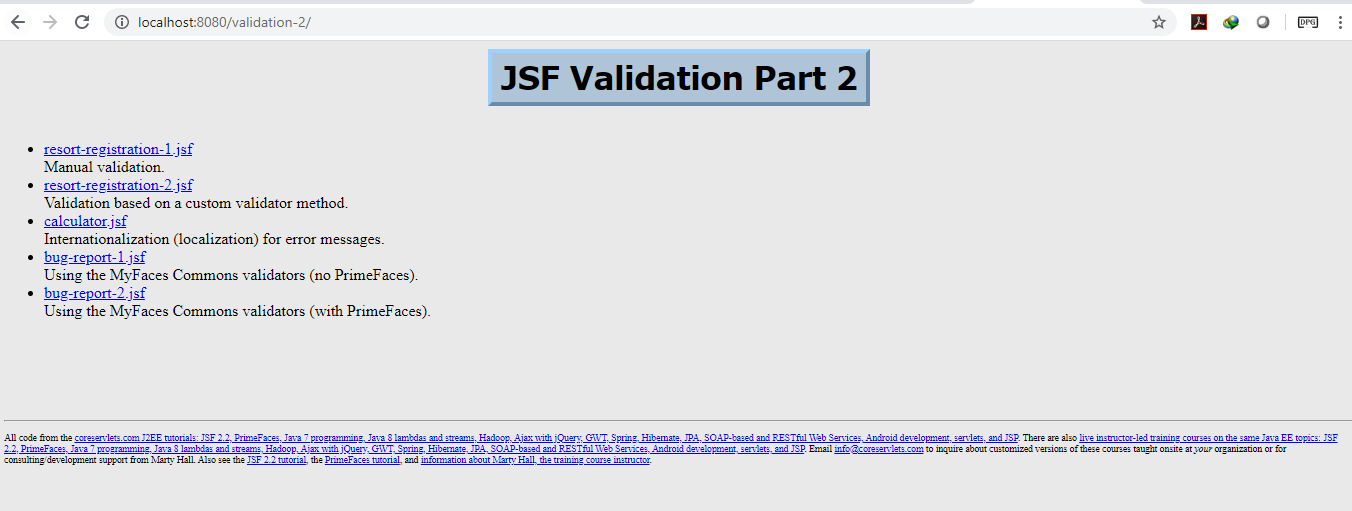 localhost:8080/validation-2/
DPG
JSF Validation Part 2
resort-registration-1.jsf
Manual validation.
resort-registration-2.jsf
Validation based on a custom validator method.
calculator.jsf
Internationalization (localization) for error messages.
bug-report-1.jsf
Using the MyFaces Commons validators (no PrimeFaces).
bug-report-2.jsf
Using the MyFaces Commons validators (with PrimeFaces).
All code from the coreservlets.com J2EE tutorials: JSF 2.2, PrimeFaces, Java 7 programming, Java 8 lambdas and streams, Hadoop, Ajax with jQuery, GWT, Spring, Hibernate, JPA, SOAP-based and RESTful Web Services, Android development, servlets, and JSP. There are also live instructor-led training courses on the same Java EE topics: JSF
2.2, PrimeFaces, Java 7 programming, Java 8 lambdas and streams, Hadoop, Ajax with jQuery, GWT, Spring, Hibernate, JPA, SOAP-based and RESTful Web Services, Android development, servlets, and JSP. Email info@coreservlets.com to inquire about customized versions of these courses taught onsite at your organization or for
consulting/development support from Marty Hall. Also see the JSF 2.2 tutorial, the PrimeFaces tutorial, and information about Marty Hall, the training course instructor.